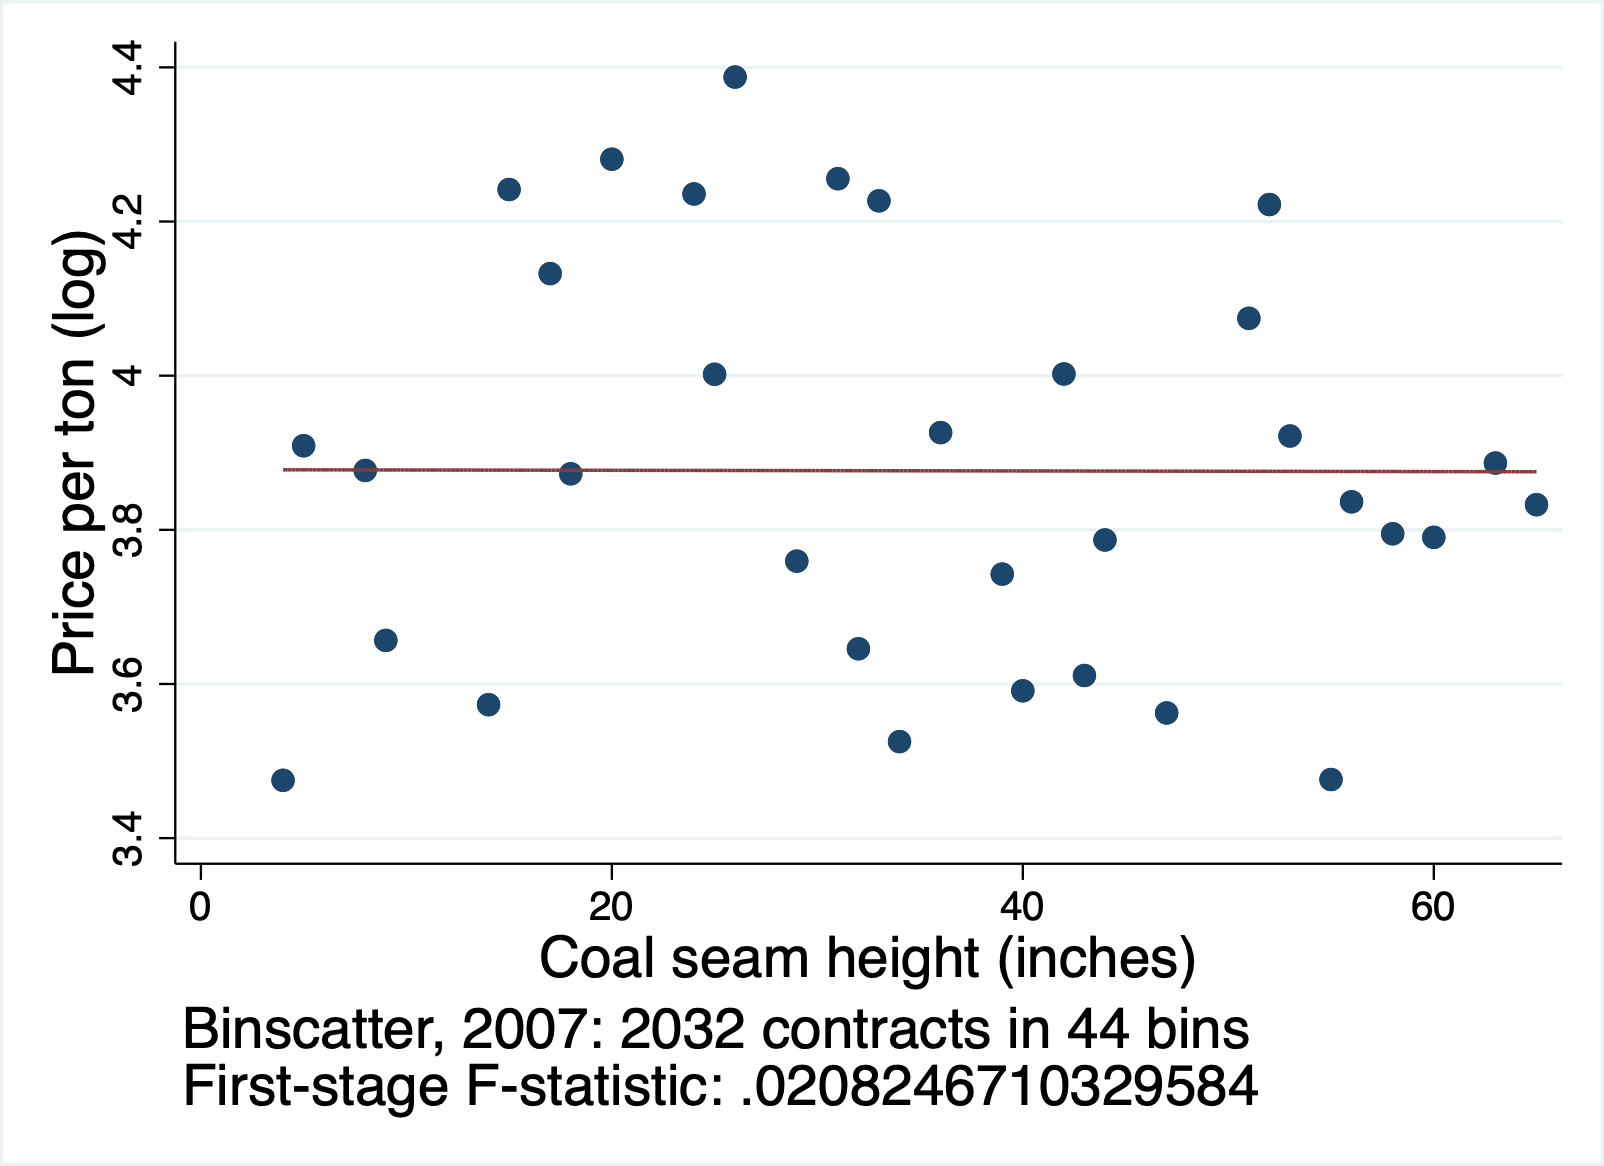 4.4
4.2
4
3.8
3.6
3.4
Price per ton (log)
0 20 40 60
Coal seam height (inches)
Binscatter, 2007: 2032 contracts in 44 bins
First-stage F-statistic: .0208246710329584